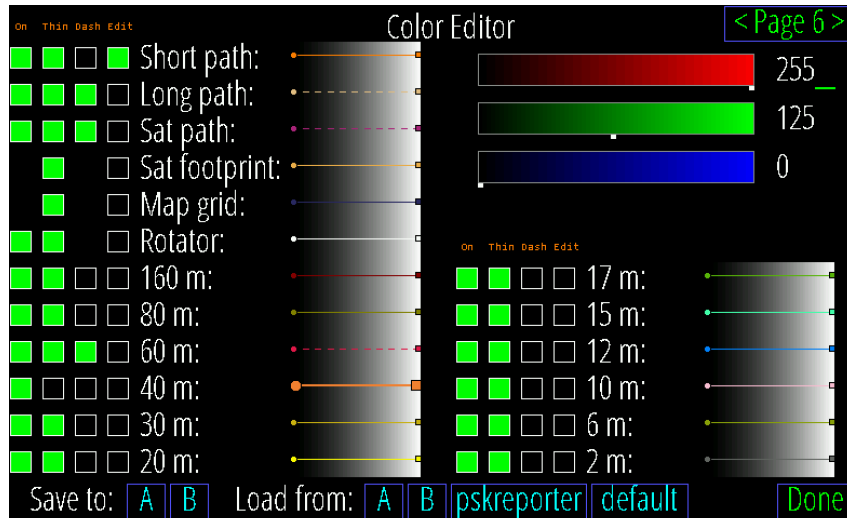 Color Editor
< Page 6 >
On Thin Dash Edit
Short path:
Long path:
Sat path:
Sat footprint:
Map grid:
Rotator:
160 m:
80 m:
60 m:
40 m:
30 m:
20 m:
255_
125
0
On Thin Dash Edit
17 m:
15 m:
12 m:
10 m:
6 m:
2 m:
Save to: A B Load from: A B pskreporter default Done